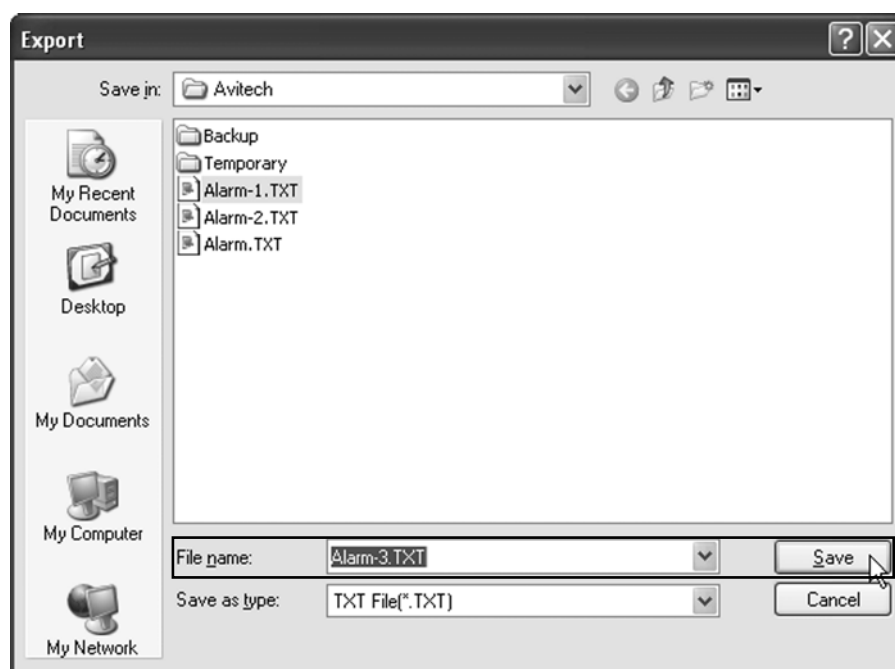 Export
Save in:
Avitech
My Recent
Documents
Desktop
My Documents
My Computer
My Network
Backup
Temporary
Alarm-1.TXT
Alarm-2.TXT
Alarm.TXT
File name:
Alarm-3.TXT
Save
Save as type:
TXT File(*.TXT)
Cancel